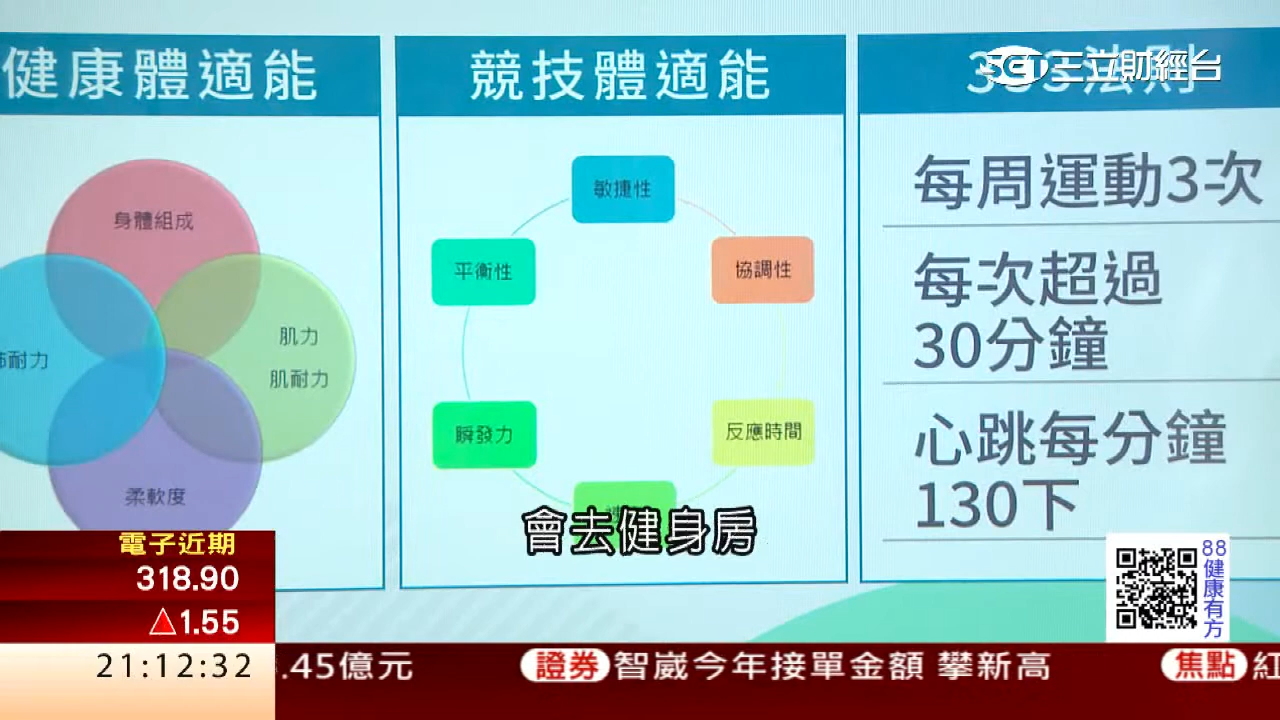 健康體適能
競技體適能
法則
三立財經台
身體組成
肌力
肌耐力
耐力
柔軟度
敏捷性
協調性
反應時間
瞬發力
平衡性
每周運動3次
每次超過
30分鐘
心跳每分鐘
130下
會去健身房
88健康有方
電子近期
318.90
▲1.55
21:12:32
.45億元
證券 智崴今年接單金額 攀新高
焦點 紅